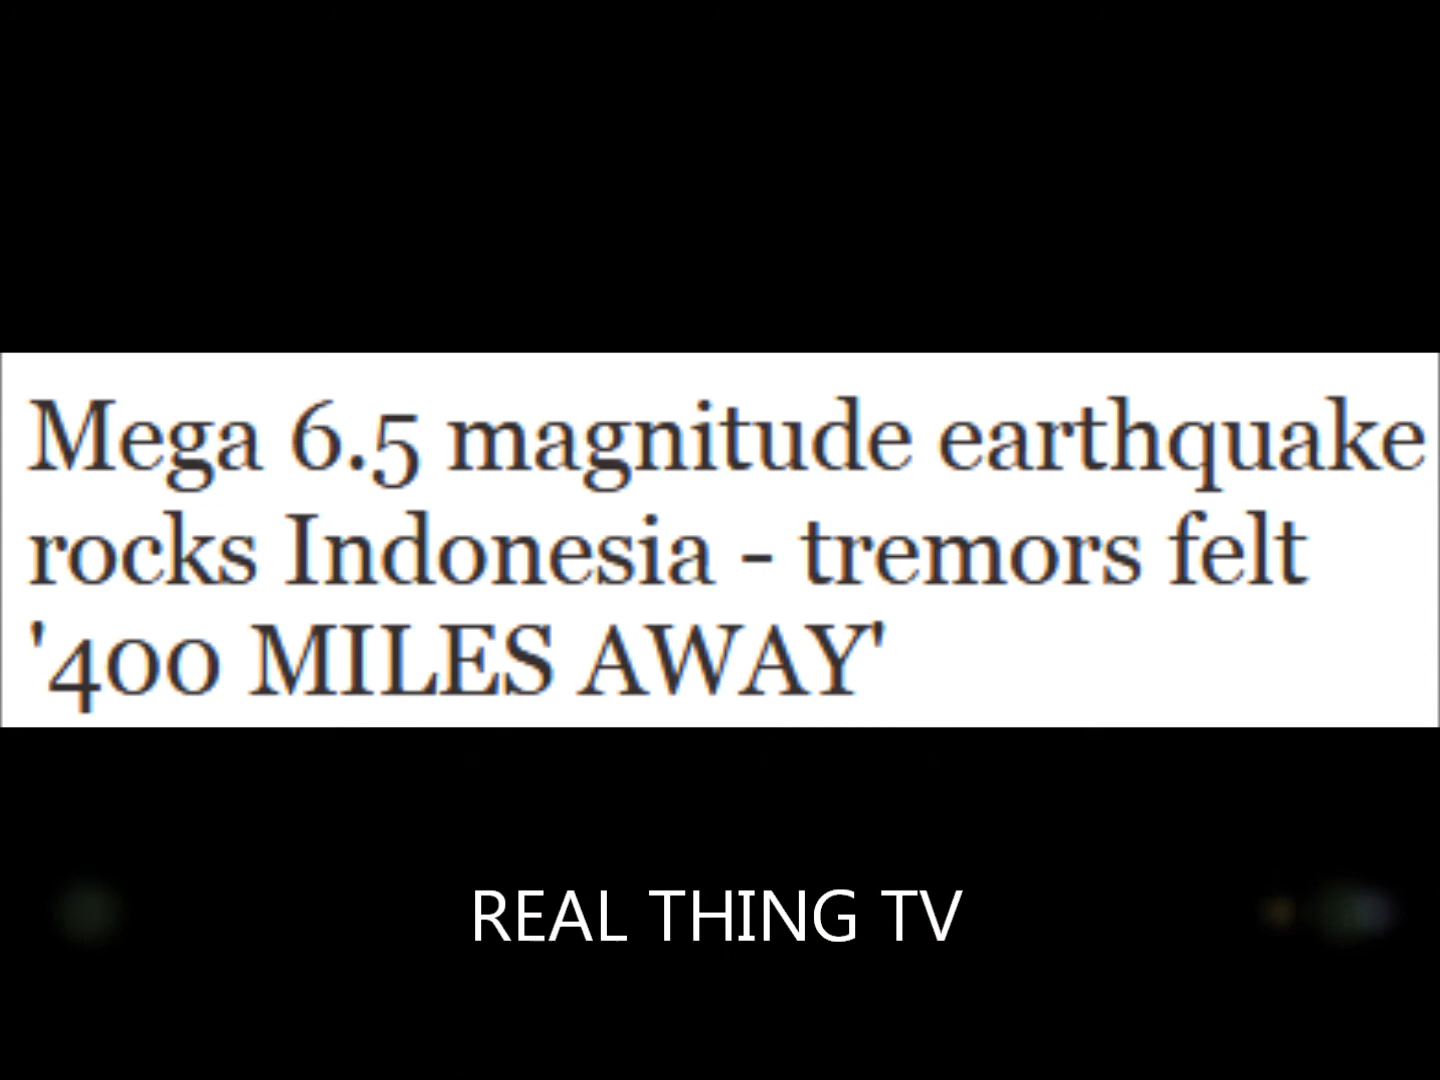 Mega 6.5 magnitude earthquake
rocks Indonesia - tremors felt
'400 MILES AWAY'
REAL THING TV